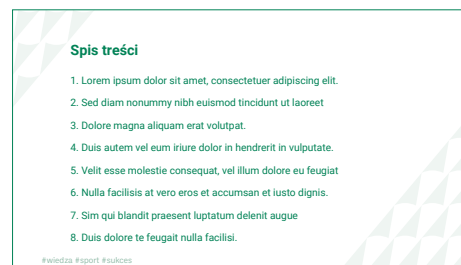 Spis treści
1. Lorem ipsum dolor sit amet, consectetuer adipiscing elit.
2. Sed diam nonummy nibh euismod tincidunt ut laoreet
3. Dolore magna aliquam erat volutpat.
4. Duis autem vel eum iriure dolor in hendrerit in vulputate.
5. Velit esse molestie consequat, vel illum dolore eu feugiat
6. Nulla facilisis at vero eros et accumsan et iusto dignis.
7. Sim qui blandit praesent luptatum delenit augue
8. Duis dolore te feugait nulla facilisi.
#wiedza #sport #sukces